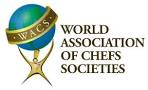 WACS
WORLD
ASSOCIATION
OF CHEFS
SOCIETIES